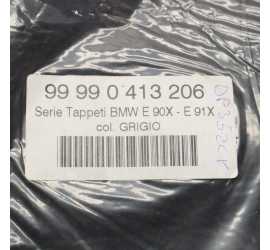 99 99 0 413 206
Serie Tappeti BMW E 90X - E 91X
col. GRIGIO